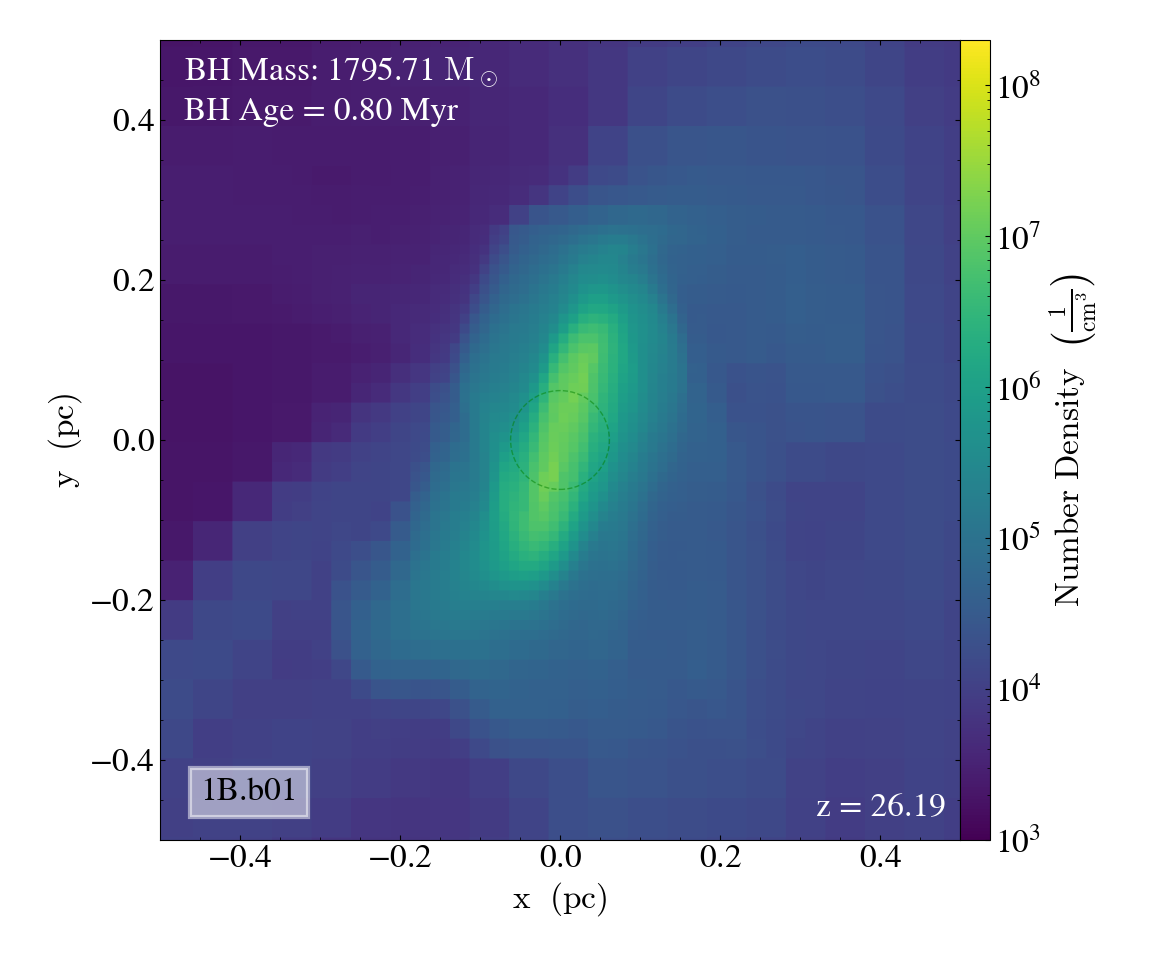 BH Mass: 1795.71 M⊙
BH Age = 0.80 Myr
0.4
0.2
0.0
−0.2
−0.4
y (pc)
1B.b01
z = 26.19
−0.4 −0.2 0.0 0.2 0.4
x (pc)
10⁸
10⁷
10⁶
10⁵
10⁴
10³
Number Density (1/cm³)